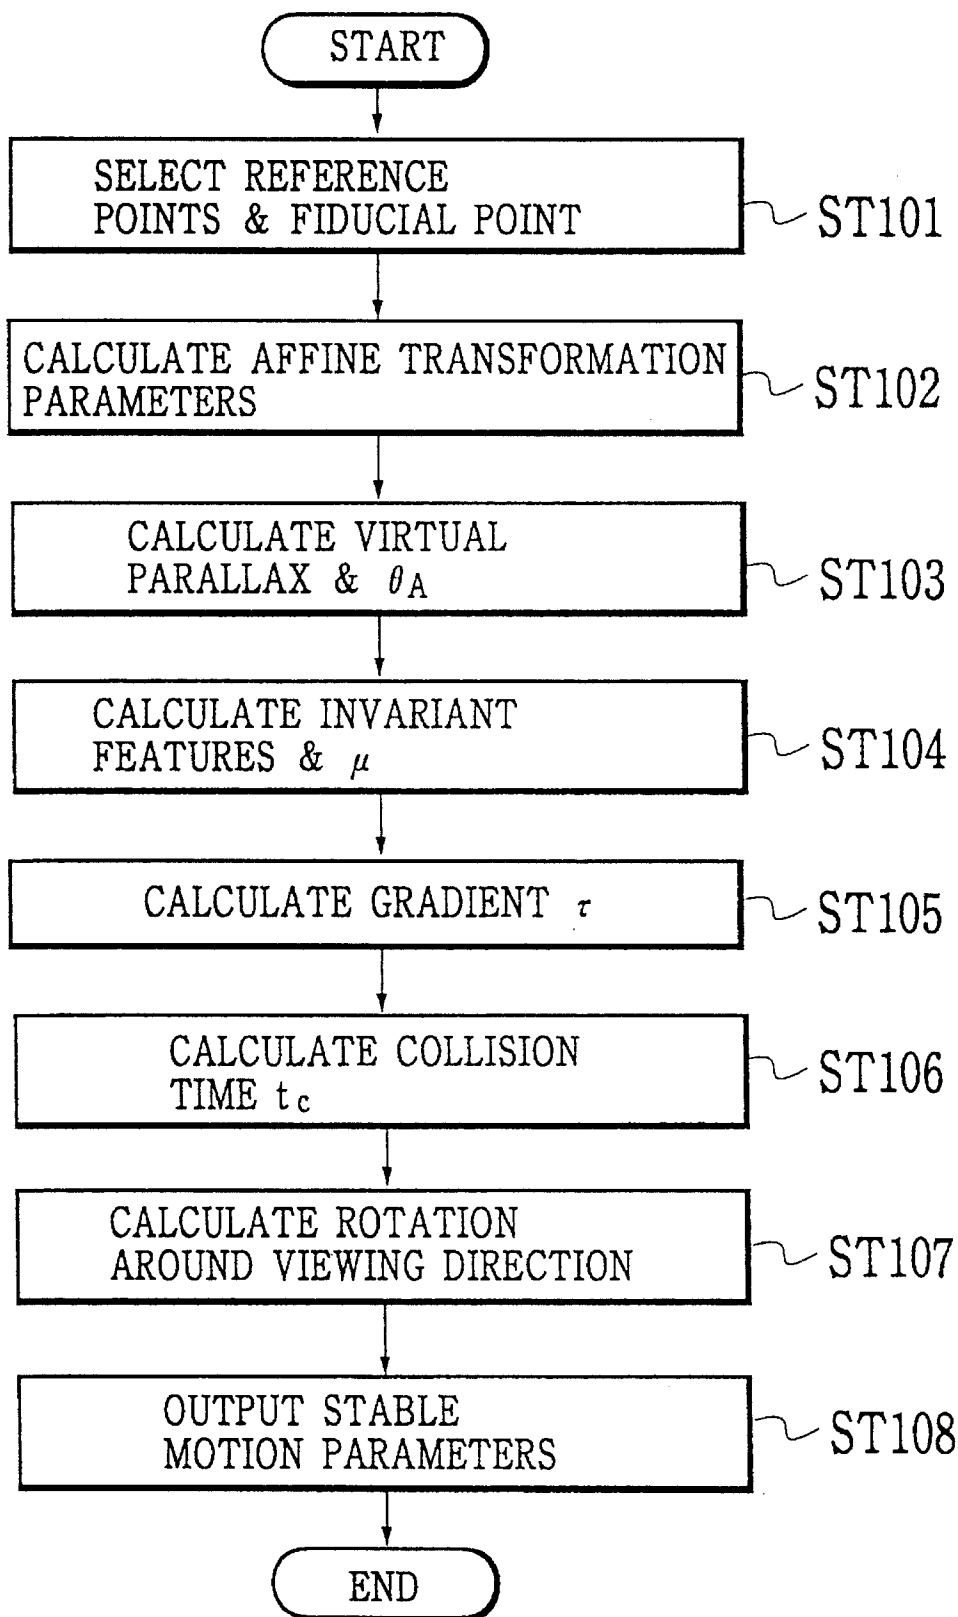 START
SELECT REFERENCE
POINTS & FIDUCIAL POINT
ST101
CALCULATE AFFINE TRANSFORMATION
PARAMETERS
ST102
CALCULATE VIRTUAL
PARALLAX & θA
ST103
CALCULATE INVARIANT
FEATURES & μ
ST104
CALCULATE GRADIENT τ
ST105
CALCULATE COLLISION
TIME tc
ST106
CALCULATE ROTATION
AROUND VIEWING DIRECTION
ST107
OUTPUT STABLE
MOTION PARAMETERS
ST108
END